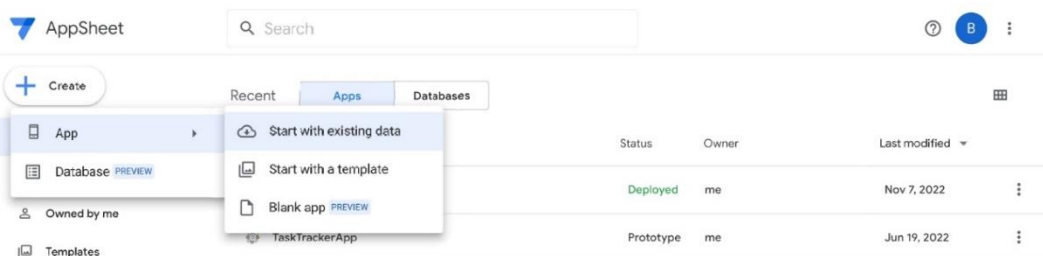 AppSheet
Search
B
Create
Recent
Apps
Databases
App
Start with existing data
Status
Owner
Last modified
Database PREVIEW
Start with a template
Deployed
me
Nov 7, 2022
Owned by me
Blank app PREVIEW
TaskTrackerApp
Prototype
me
Jun 19, 2022
Templates